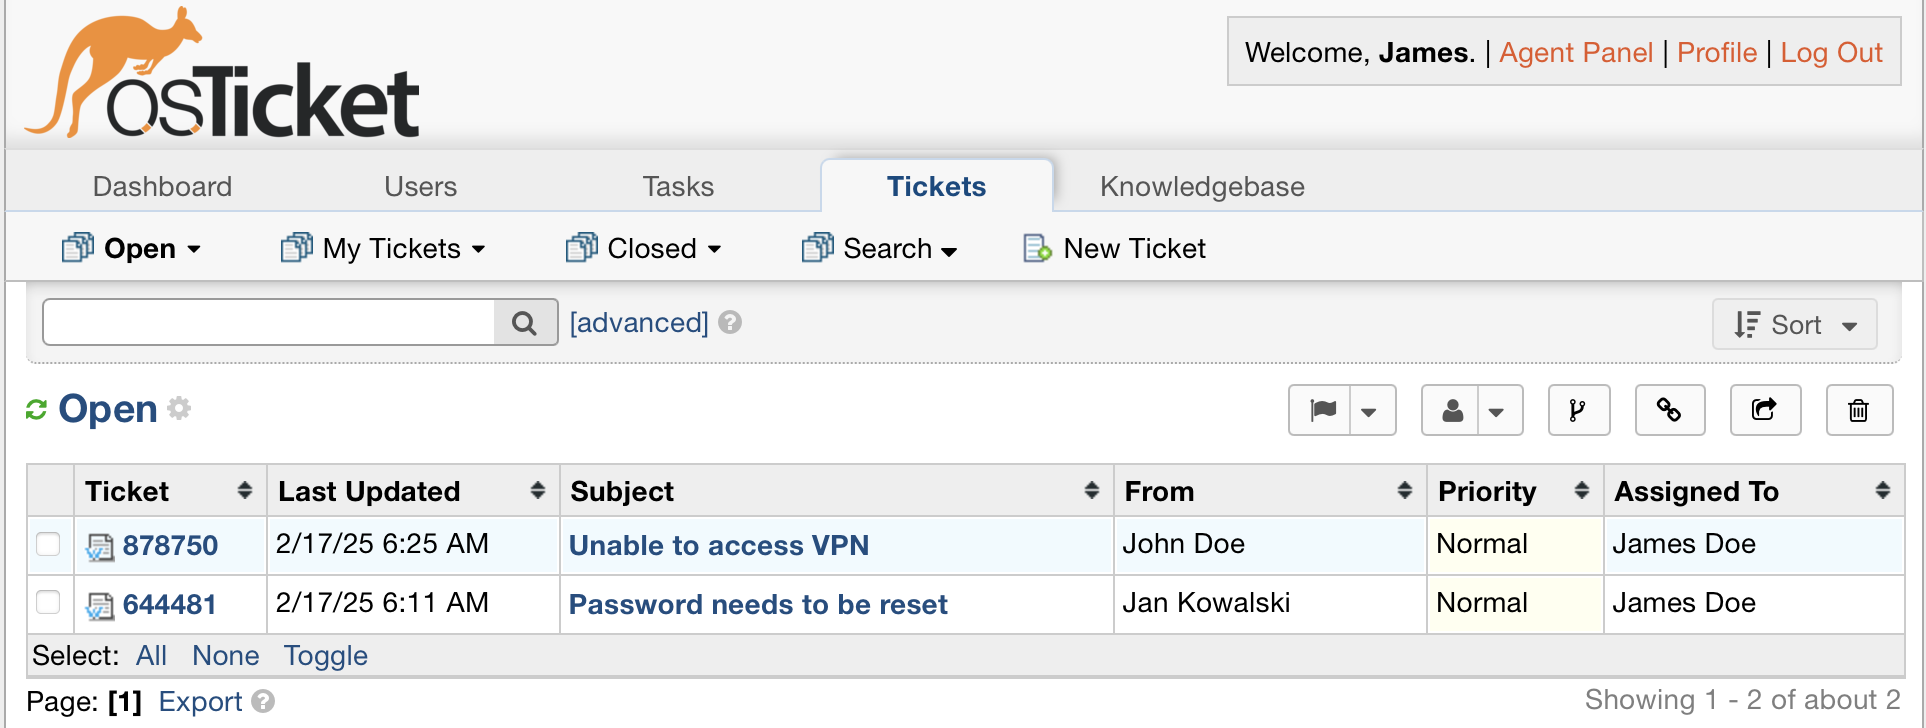 osTicket
Welcome, James. | Agent Panel | Profile | Log Out
Dashboard Users Tasks Tickets Knowledgebase
Open My Tickets Closed Search New Ticket
[advanced] ? Sort
Open
Ticket Last Updated Subject From Priority Assigned To
878750 2/17/25 6:25 AM Unable to access VPN John Doe Normal James Doe
644481 2/17/25 6:11 AM Password needs to be reset Jan Kowalski Normal James Doe
Select: All None Toggle
Page: [1] Export ? Showing 1 - 2 of about 2